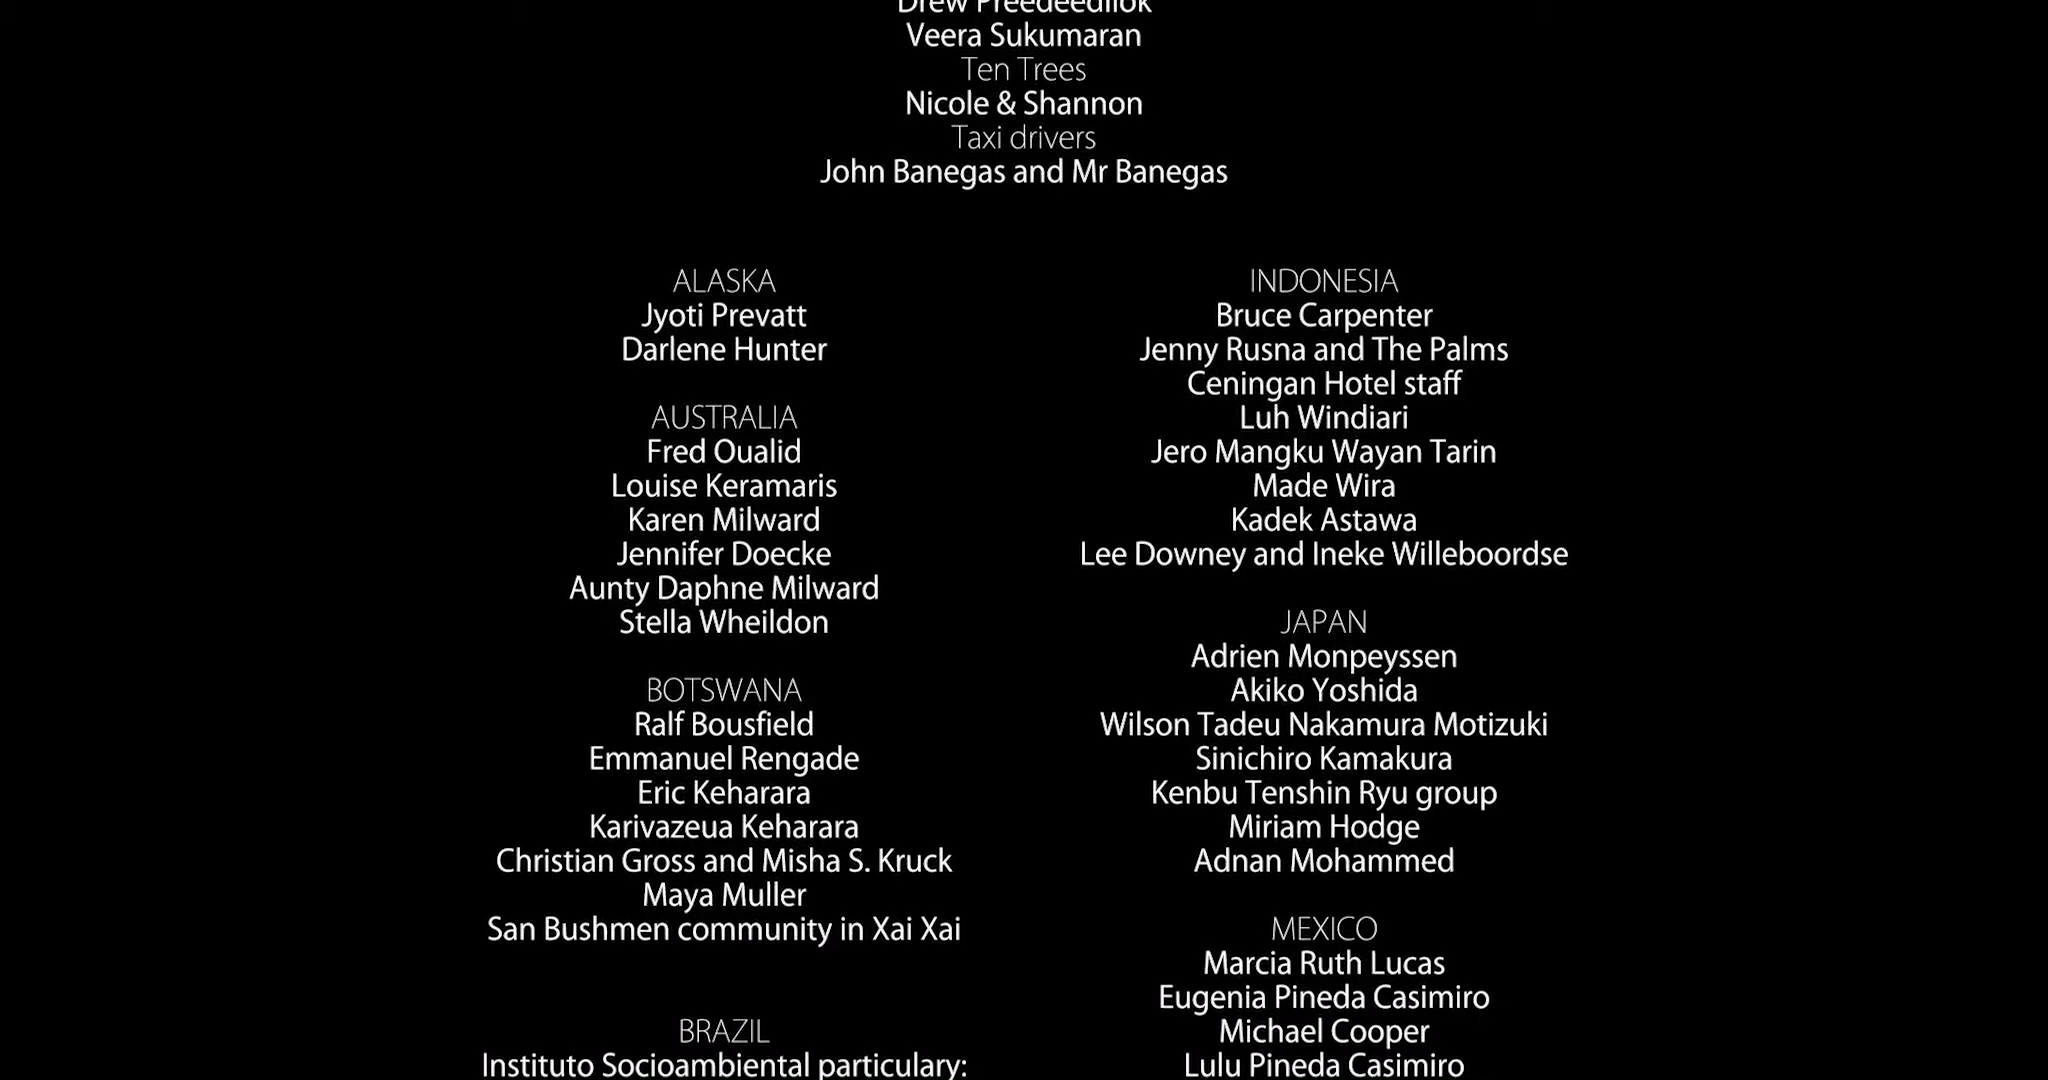 Drew Preedeedilok
Veera Sukumaran
Ten Trees
Nicole & Shannon
Taxi drivers
John Banegas and Mr Banegas
ALASKA
Jyoti Prevatt
Darlene Hunter
AUSTRALIA
Fred Oualid
Louise Keramaris
Karen Milward
Jennifer Doecke
Aunty Daphne Milward
Stella Wheildon
BOTSWANA
Ralf Bousfield
Emmanuel Rengade
Eric Keharara
Karivazeua Keharara
Christian Gross and Misha S. Kruck
Maya Muller
San Bushmen community in Xai Xai
BRAZIL
Instituto Socioambiental particulary:
INDONESIA
Bruce Carpenter
Jenny Rusna and The Palms
Ceningan Hotel staff
Luh Windiari
Jero Mangku Wayan Tarin
Made Wira
Kadek Astawa
Lee Downey and Ineke Willeboordse
JAPAN
Adrien Monpeyssen
Akiko Yoshida
Wilson Tadeu Nakamura Motizuki
Sinichiro Kamakura
Kenbu Tenshin Ryu group
Miriam Hodge
Adnan Mohammed
MEXICO
Marcia Ruth Lucas
Eugenia Pineda Casimiro
Michael Cooper
Lulu Pineda Casimiro